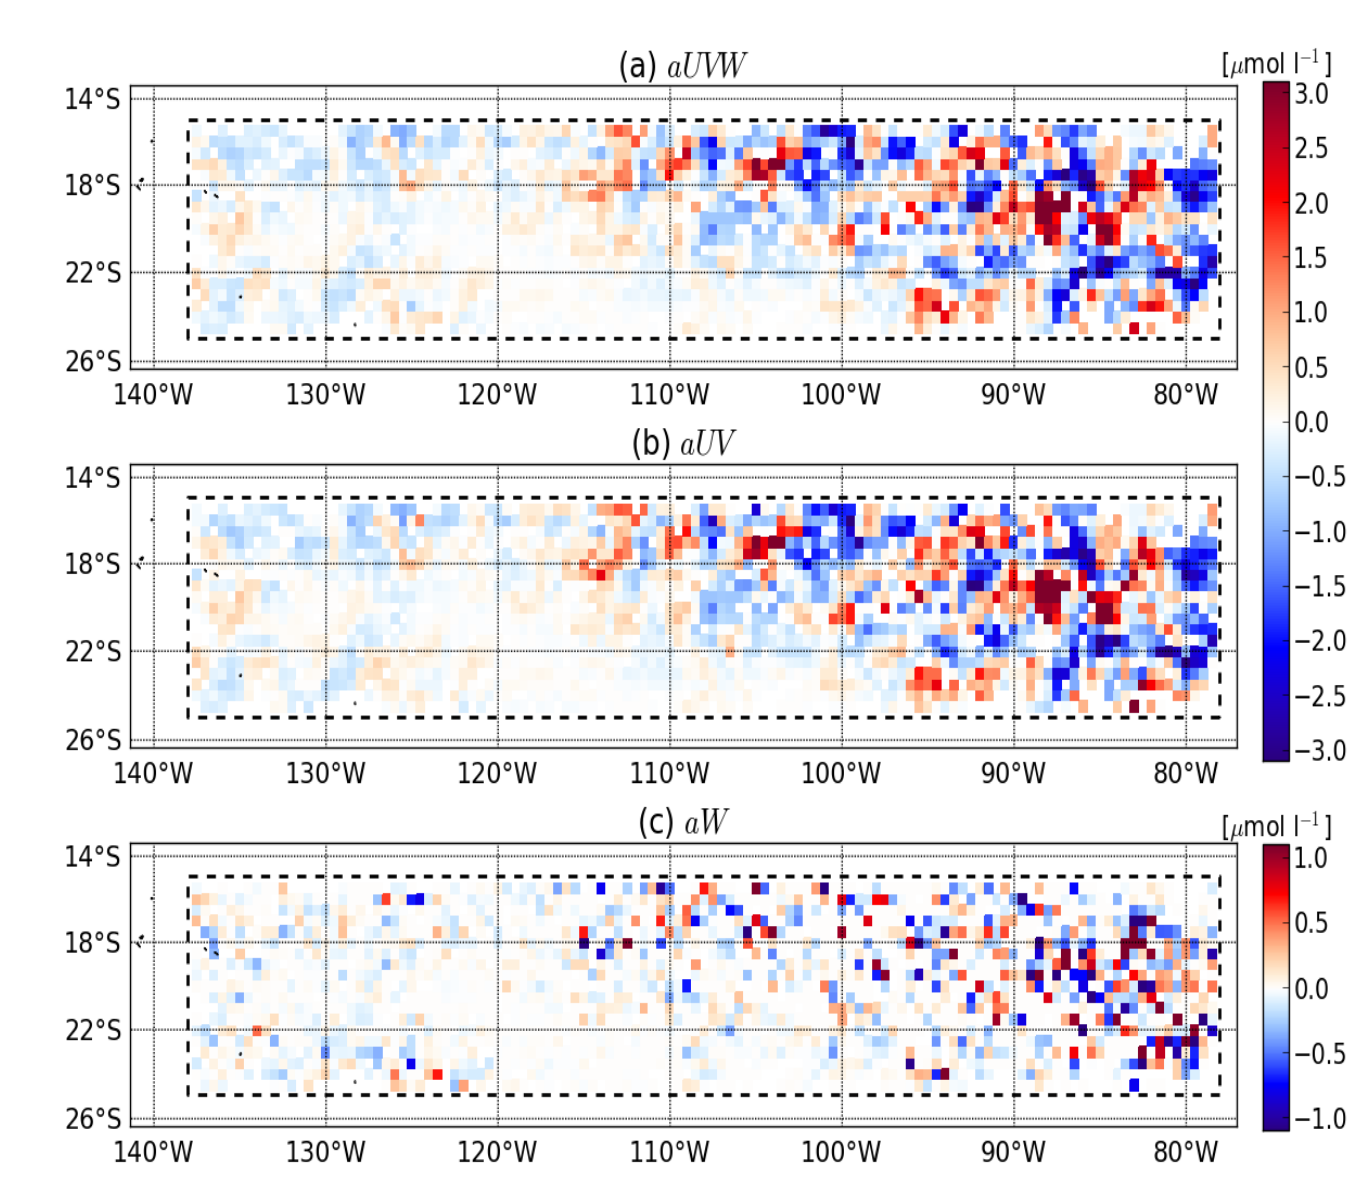 (a) aUVW
[μmol l⁻¹]
14°S
18°S
22°S
26°S
140°W 130°W 120°W 110°W 100°W 90°W 80°W
3.0
2.5
2.0
1.5
1.0
0.5
0.0
−0.5
−1.0
−1.5
−2.0
−2.5
−3.0
(b) aUV
14°S
18°S
22°S
26°S
140°W 130°W 120°W 110°W 100°W 90°W 80°W
(c) aW
[μmol l⁻¹]
14°S
18°S
22°S
26°S
140°W 130°W 120°W 110°W 100°W 90°W 80°W
1.0
0.5
0.0
−0.5
−1.0